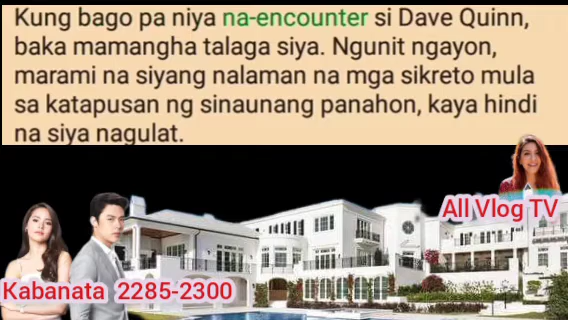 Kung bago pa niya na-encounter si Dave Quinn,
baka mamangha talaga siya. Ngunit ngayon,
marami na siyang nalaman na mga sikreto mula
sa katapusan ng sinaunang panahon, kaya hindi
na siya nagulat.
All Vlog TV
Kabanata 2285-2300